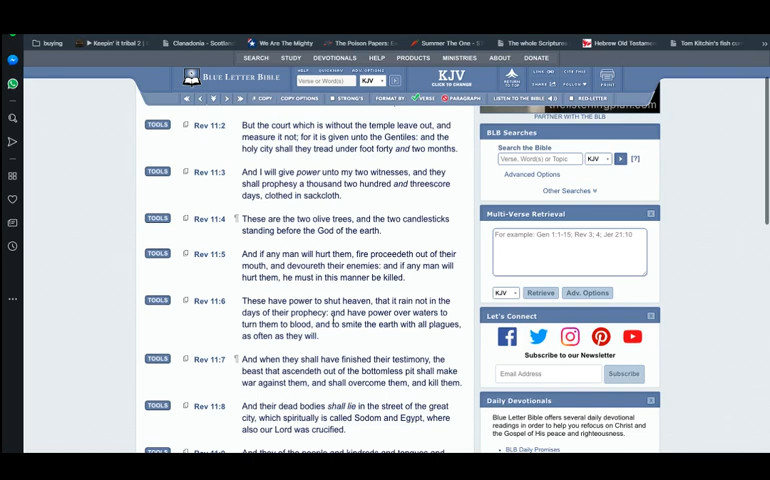 buying
Keepin' it tribal 2
Clanadonia - Scotlan
We Are The Mighty
The Poison Papers:
Summer The One - S
The whole Scripture
Hebrew Old Testame
Tom Kitchin's fish cu
SEARCH STUDY DEVOTIONALS HELP PRODUCTS MINISTRIES ABOUT DONATE
BLUE LETTER BIBLE
Verse or Word(s)
KJV
KJV
CLICK TO CHANGE
RETURN TO TOP
LINK
CITE THIS
SHARE
FOLLOW
PRINT
COPY COPY OPTIONS STRONG'S FORMAT BY VERSE PARAGRAPH LISTEN TO THE BIBLE RED-LETTER
TOOLS Rev 11:2 But the court which is without the temple leave out, and
measure it not; for it is given unto the Gentiles: and the
holy city shall they tread under foot forty and two months.
TOOLS Rev 11:3 And I will give power unto my two witnesses, and they
shall prophesy a thousand two hundred and threescore
days, clothed in sackcloth.
TOOLS Rev 11:4 ¶ These are the two olive trees, and the two candlesticks
standing before the God of the earth.
TOOLS Rev 11:5 And if any man will hurt them, fire proceedeth out of their
mouth, and devoureth their enemies: and if any man will
hurt them, he must in this manner be killed.
TOOLS Rev 11:6 These have power to shut heaven, that it rain not in the
days of their prophecy: and have power over waters to
turn them to blood, and to smite the earth with all plagues,
as often as they will.
TOOLS Rev 11:7 ¶ And when they shall have finished their testimony, the
beast that ascendeth out of the bottomless pit shall make
war against them, and shall overcome them, and kill them.
TOOLS Rev 11:8 And their dead bodies shall lie in the street of the great
city, which spiritually is called Sodom and Egypt, where
also our Lord was crucified.
PARTNER WITH THE BLB
BLB Searches
Search the Bible
Verse, Word(s) or Topic KJV [?]
Advanced Options
Other Searches
Multi-Verse Retrieval
For example: Gen 1:1-15; Rev 3; 4; Jer 21:10
KJV Retrieve Adv. Options
Let's Connect
Subscribe to our Newsletter
Email Address Subscribe
Daily Devotionals
Blue Letter Bible offers several daily devotional
readings in order to help you refocus on Christ and
the Gospel of His peace and righteousness.
• BLB Daily Promises